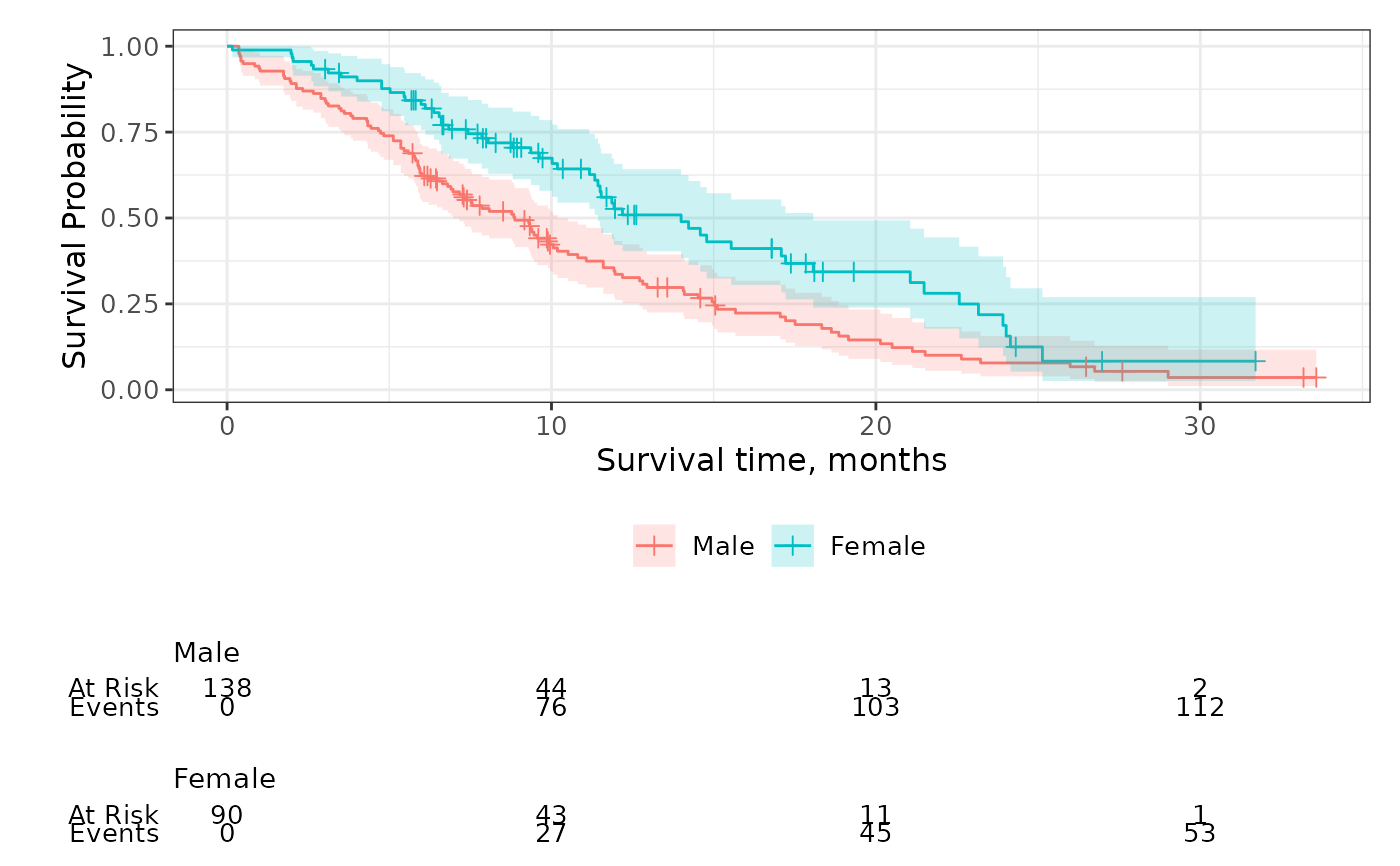 Survival Probability
1.00
0.75
0.50
0.25
0.00
0 10 20 30
Survival time, months
Male Female
Male
At Risk 138 44 13 2
Events 0 76 103 112
Female
At Risk 90 43 11 1
Events 0 27 45 53